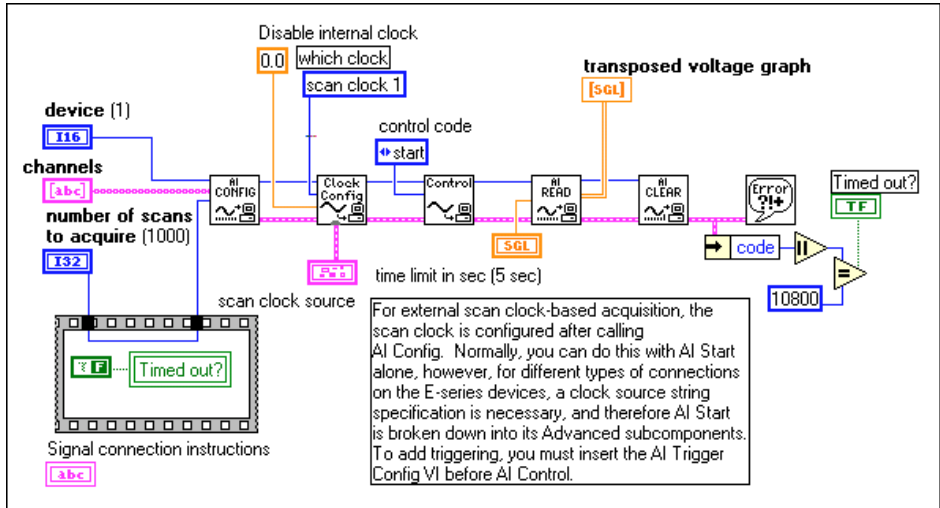 Disable internal clock
0.0
which clock
scan clock 1
transposed voltage graph
[SGL]
device (1)
I16
control code
start
channels
[abc]
AI CONFIG
Clock Config
Control
AI READ
AI CLEAR
Error ?!+
Timed out?
TF
number of scans
to acquire (1000)
I32
SGL
code
=
10800
scan clock source
time limit in sec (5 sec)
? F
Timed out?
For external scan clock-based acquisition, the
scan clock is configured after calling
AI Config. Normally, you can do this with AI Start
alone, however, for different types of connections
on the E-series devices, a clock source string
specification is necessary, and therefore AI Start
is broken down into its Advanced subcomponents.
To add triggering, you must insert the AI Trigger
Config VI before AI Control.
Signal connection instructions
abc